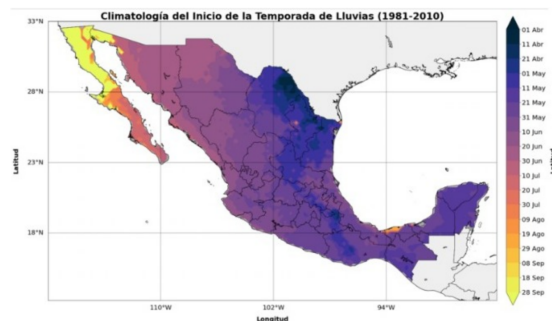 Climatología del Inicio de la Temporada de Lluvias (1981-2010)
33°N
28°N
23°N
18°N
Latitud
110°W
102°W
94°W
Longitud
01 Abr
11 Abr
21 Abr
01 May
11 May
21 May
31 May
10 Jun
20 Jun
30 Jun
10 Jul
20 Jul
30 Jul
09 Ago
19 Ago
29 Ago
08 Sep
18 Sep
28 Sep
Latitud